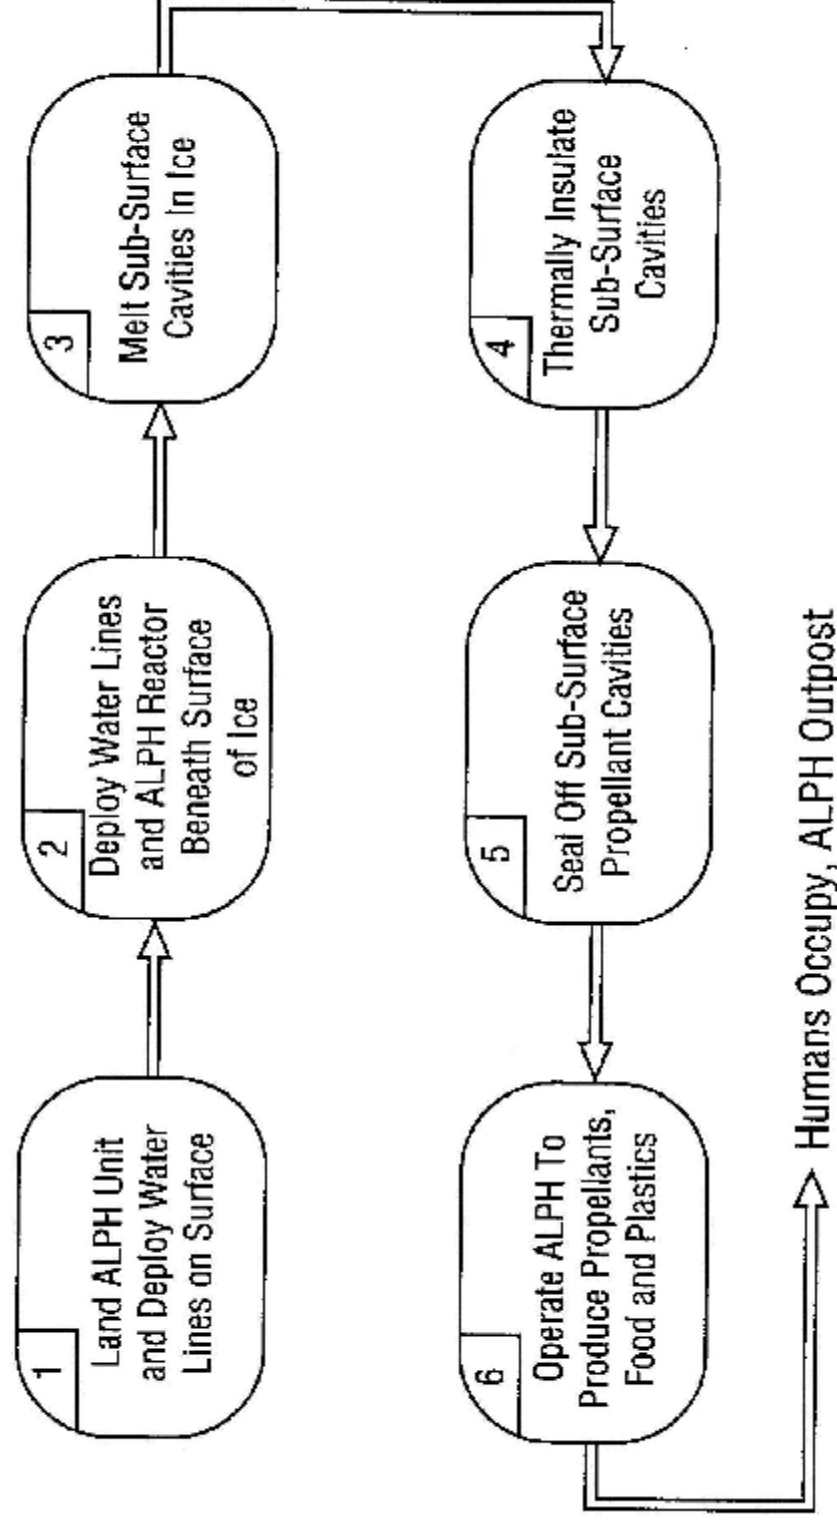 1
Land ALPH Unit
and Deploy Water
Lines on Surface
2
Deploy Water Lines
and ALPH Reactor
Beneath Surface
of Ice
3
Melt Sub-Surface
Cavities In Ice
4
Thermally Insulate
Sub-Surface
Cavities
5
Seal Off Sub-Surface
Propellant Cavities
6
Operate ALPH To
Produce Propellants,
Food and Plastics
Humans Occupy, ALPH Outpost